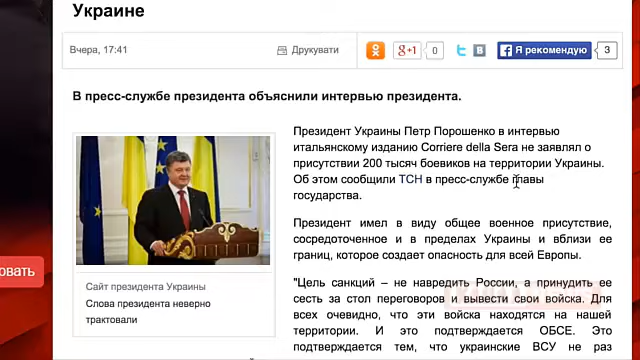 Украине
Вчера, 17:41
Друкувати
g+1
0
Я рекомендую
3
В пресс-службе президента объяснили интервью президента.
Президент Украины Петр Порошенко в интервью
итальянскому изданию Corriere della Sera не заявлял о
присутствии 200 тысяч боевиков на территории Украины.
Об этом сообщили ТСН в пресс-службе главы
государства.
Сайт президента Украины
Слова президента неверно
трактовали
Президент имел в виду общее военное присутствие,
сосредоточенное и в пределах Украины и вблизи ее
границ, которое создает опасность для всей Европы.
овать
"Цель санкций – не навредить России, а принудить ее
сесть за стол переговоров и вывести свои войска. Для
всех очевидно, что эти войска находятся на нашей
территории. И это подтверждается ОБСЕ. Это
подтверждается тем, что украинские ВСУ не раз